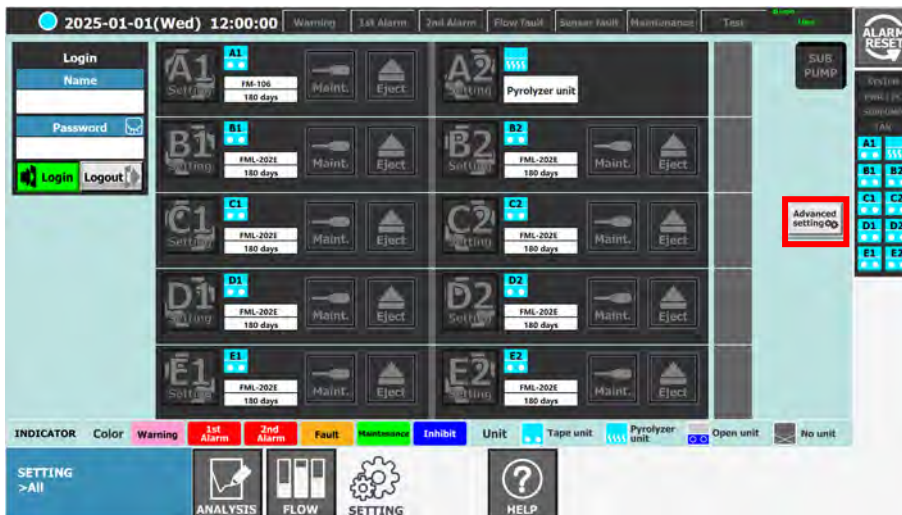 2025-01-01(Wed) 12:00:00 Warning 1st Alarm 2nd Alarm Flow Fault Sensor Fault Maintenance Test
ALARM
RESET
Login
Name
Password
Login Logout
A1 Setting A1 FM-106 180 days Maint. Eject
A2 Setting Pyrolyzer unit
SUB
PUMP
B1 Setting B1 FML-202E 180 days Maint. Eject
B2 Setting B2 FML-202E 180 days Maint. Eject
C1 Setting C1 FML-202E 180 days Maint. Eject
C2 Setting C2 FML-202E 180 days Maint. Eject
Advanced
setting
D1 Setting D1 FML-202E 180 days Maint. Eject
D2 Setting D2 FML-202E 180 days Maint. Eject
E1 Setting E1 FML-202E 180 days Maint. Eject
E2 Setting E2 FML-202E 180 days Maint. Eject
A1
B1 B2
C1 C2
D1 D2
E1 E2
INDICATOR Color Warning 1st Alarm 2nd Alarm Fault Maintenance Inhibit Unit Tape unit Pyrolyzer unit Open unit No unit
SETTING
>All
ANALYSIS FLOW SETTING HELP